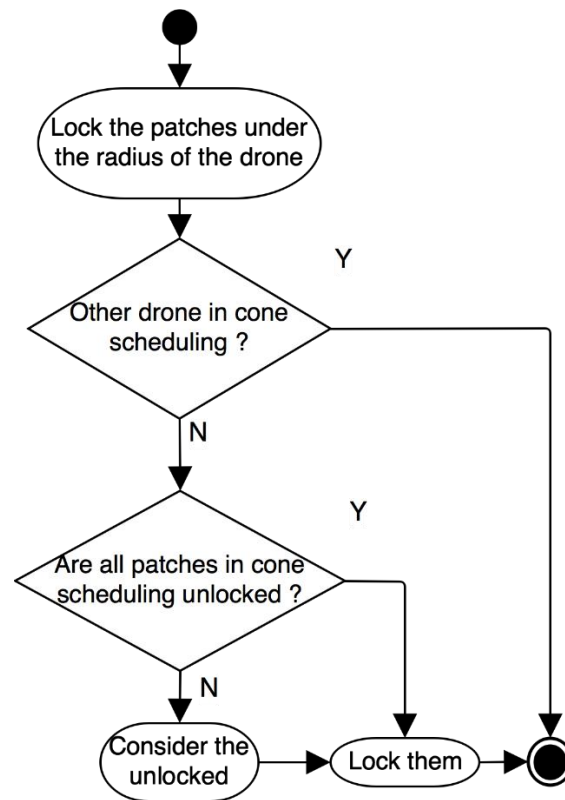 Lock the patches under
the radius of the drone
Y
Other drone in cone
scheduling ?
N
Y
Are all patches in cone
scheduling unlocked ?
N
Consider the
unlocked
Lock them